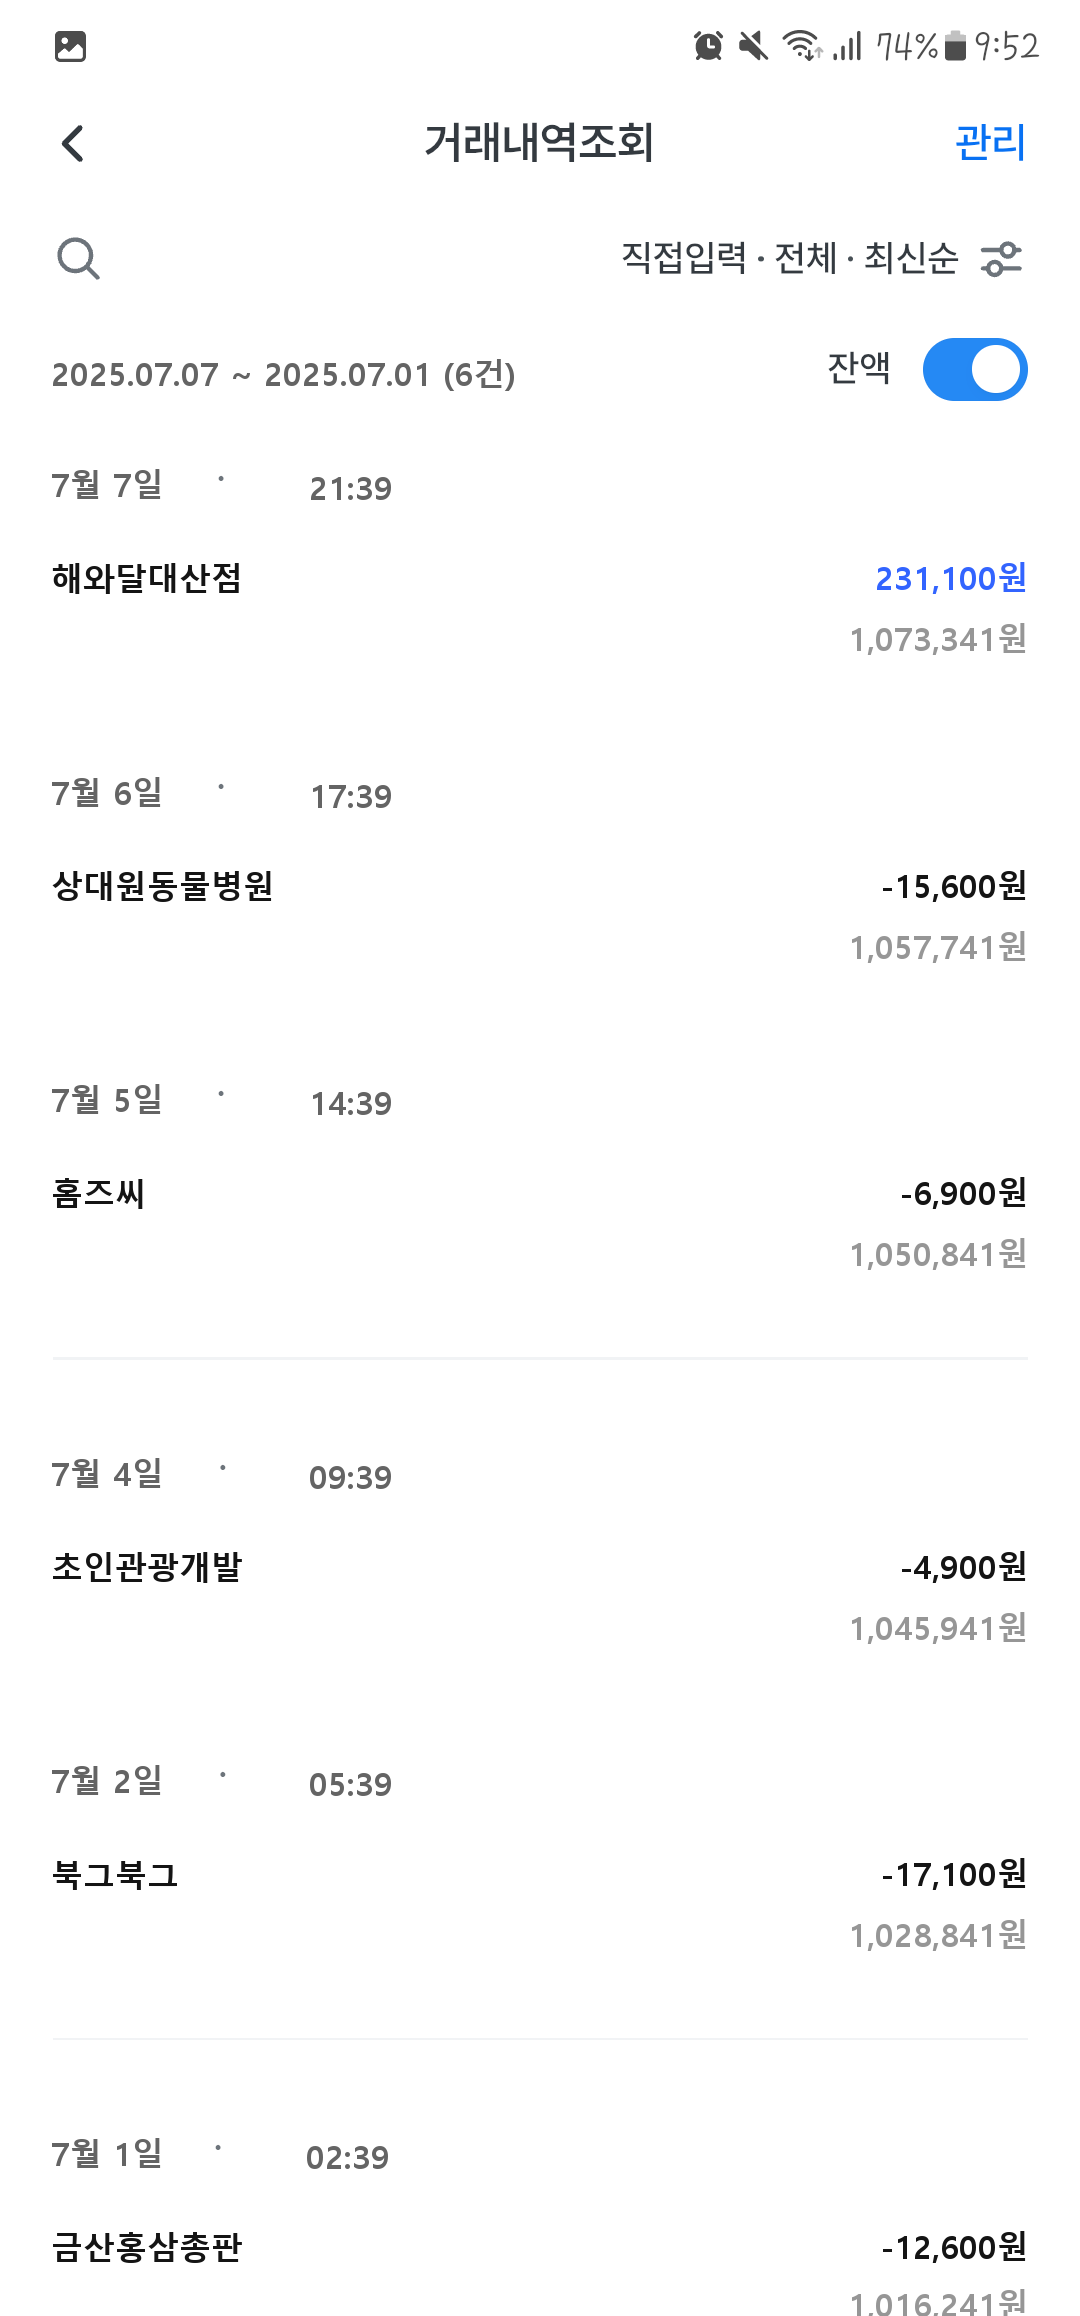 74% 9:52
거래내역조회 관리
직접입력 · 전체 · 최신순
2025.07.07 ~ 2025.07.01 (6건) 잔액
7월 7일 · 21:39
해와달대산점 231,100원
1,073,341원
7월 6일 · 17:39
상대원동물병원 -15,600원
1,057,741원
7월 5일 · 14:39
홈즈씨 -6,900원
1,050,841원
7월 4일 · 09:39
초인관광개발 -4,900원
1,045,941원
7월 2일 · 05:39
북그북그 -17,100원
1,028,841원
7월 1일 · 02:39
금산홍삼총판 -12,600원
1,016,241원